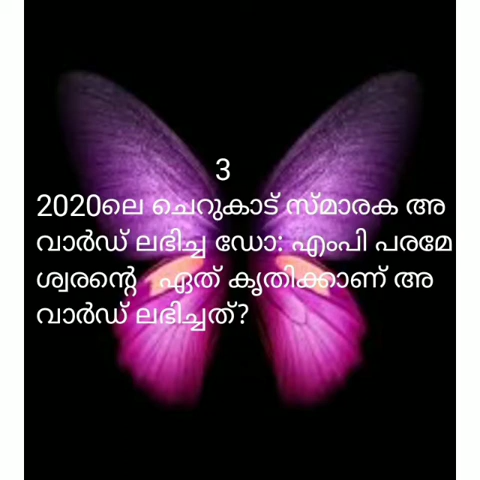 3
2020ലെ ചെറുകാട് സ്മാരക അ
വാർഡ് ലഭിച്ച ഡോ: എംപി പരമേ
ശ്വരന്റെ ഏത് കൃതിക്കാണ് അ
വാർഡ് ലഭിച്ചത്?